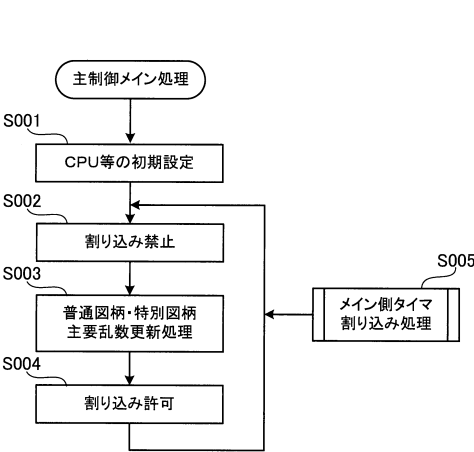 主制御メイン処理
S001
CPU等の初期設定
S002
割り込み禁止
S003
普通図柄・特別図柄
主要乱数更新処理
S004
割り込み許可
S005
メイン側タイマ
割り込み処理